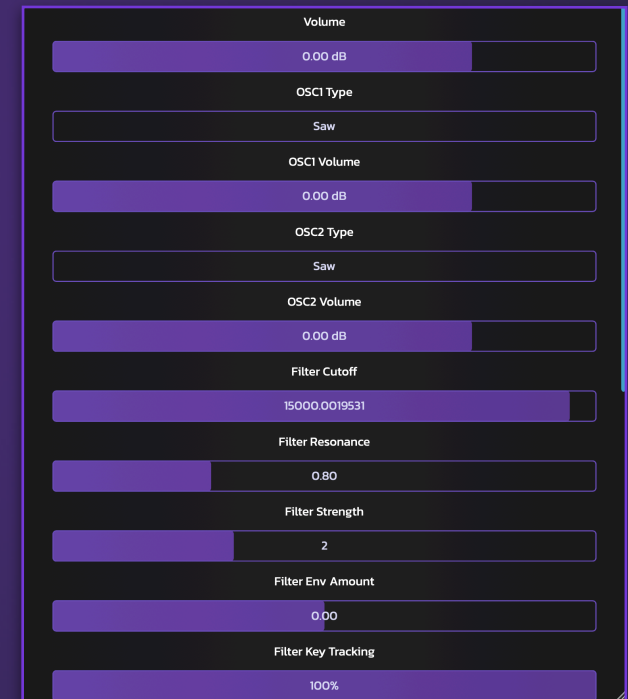 Volume
0.00 dB
OSC1 Type
Saw
OSC1 Volume
0.00 dB
OSC2 Type
Saw
OSC2 Volume
0.00 dB
Filter Cutoff
15000.0019531
Filter Resonance
0.80
Filter Strength
2
Filter Env Amount
0.00
Filter Key Tracking
100%